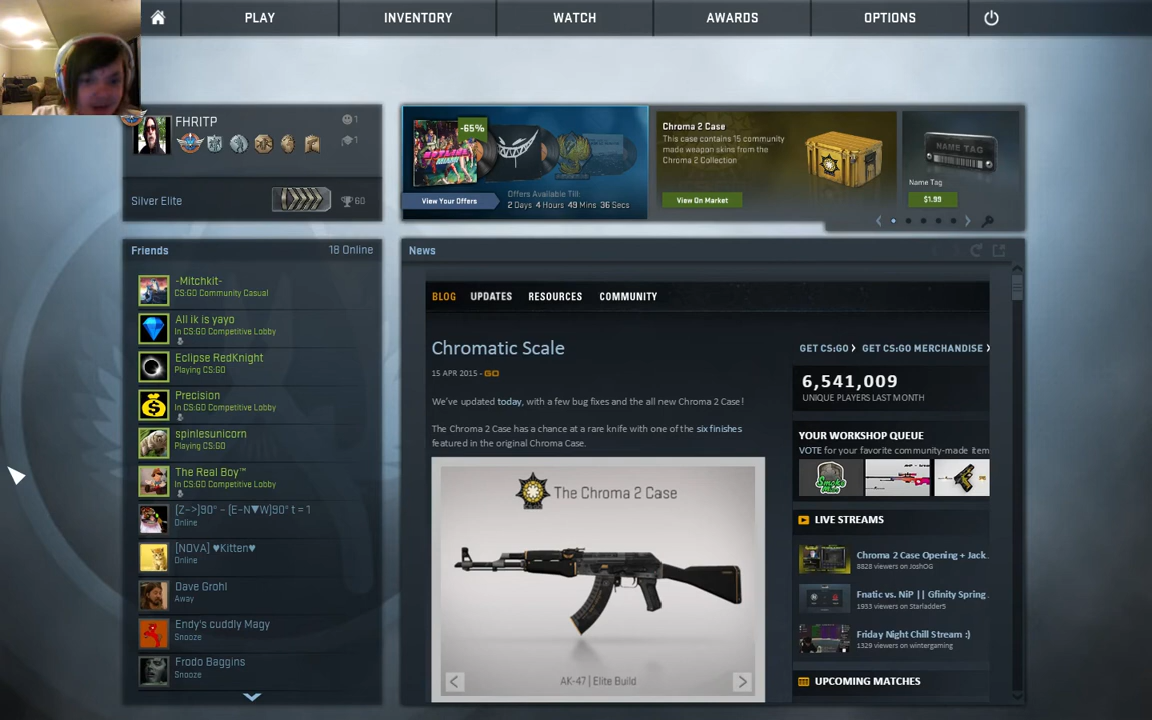 PLAY
INVENTORY
WATCH
AWARDS
OPTIONS
FHRITP
1
1
Silver Elite
60
-65%
View Your Offers
Offers Available Till:
2 Days 4 Hours 49 Mins 36 Secs
Chroma 2 Case
This case contains 15 community
made weapon skins from the
Chroma 2 Collection
View On Market
NAME TAG
Name Tag
$1.99
Friends
18 Online
-Mitchkit-
CS:GO Community Casual
All ik is yayo
In CS:GO Competitive Lobby
Eclipse RedKnight
Playing CS:GO
Precision
In CS:GO Competitive Lobby
spinlesunicorn
Playing CS:GO
The Real Boy™
In CS:GO Competitive Lobby
(Z->)90° - (E-N▼W)90° t = 1
Online
[NOVA] ♥Kitten♥
Online
Dave Grohl
Away
Endy's cuddly Magy
Snooze
Frodo Baggins
Snooze
News
BLOG
UPDATES
RESOURCES
COMMUNITY
Chromatic Scale
15 APR 2015 - GO
We've updated today, with a few bug fixes and the all new Chroma 2 Case!
The Chroma 2 Case has a chance at a rare knife with one of the six finishes
featured in the original Chroma Case.
The Chroma 2 Case
AK-47 | Elite Build
GET CS:GO
GET CS:GO MERCHANDISE
6,541,009
UNIQUE PLAYERS LAST MONTH
YOUR WORKSHOP QUEUE
VOTE for your favorite community-made item
LIVE STREAMS
Chroma 2 Case Opening + Jack..
8828 viewers on JoshOG
Fnatic vs. NiP || Gfinity Spring .
1933 viewers on Starladder5
Friday Night Chill Stream :)
1329 viewers on wintergaming
UPCOMING MATCHES